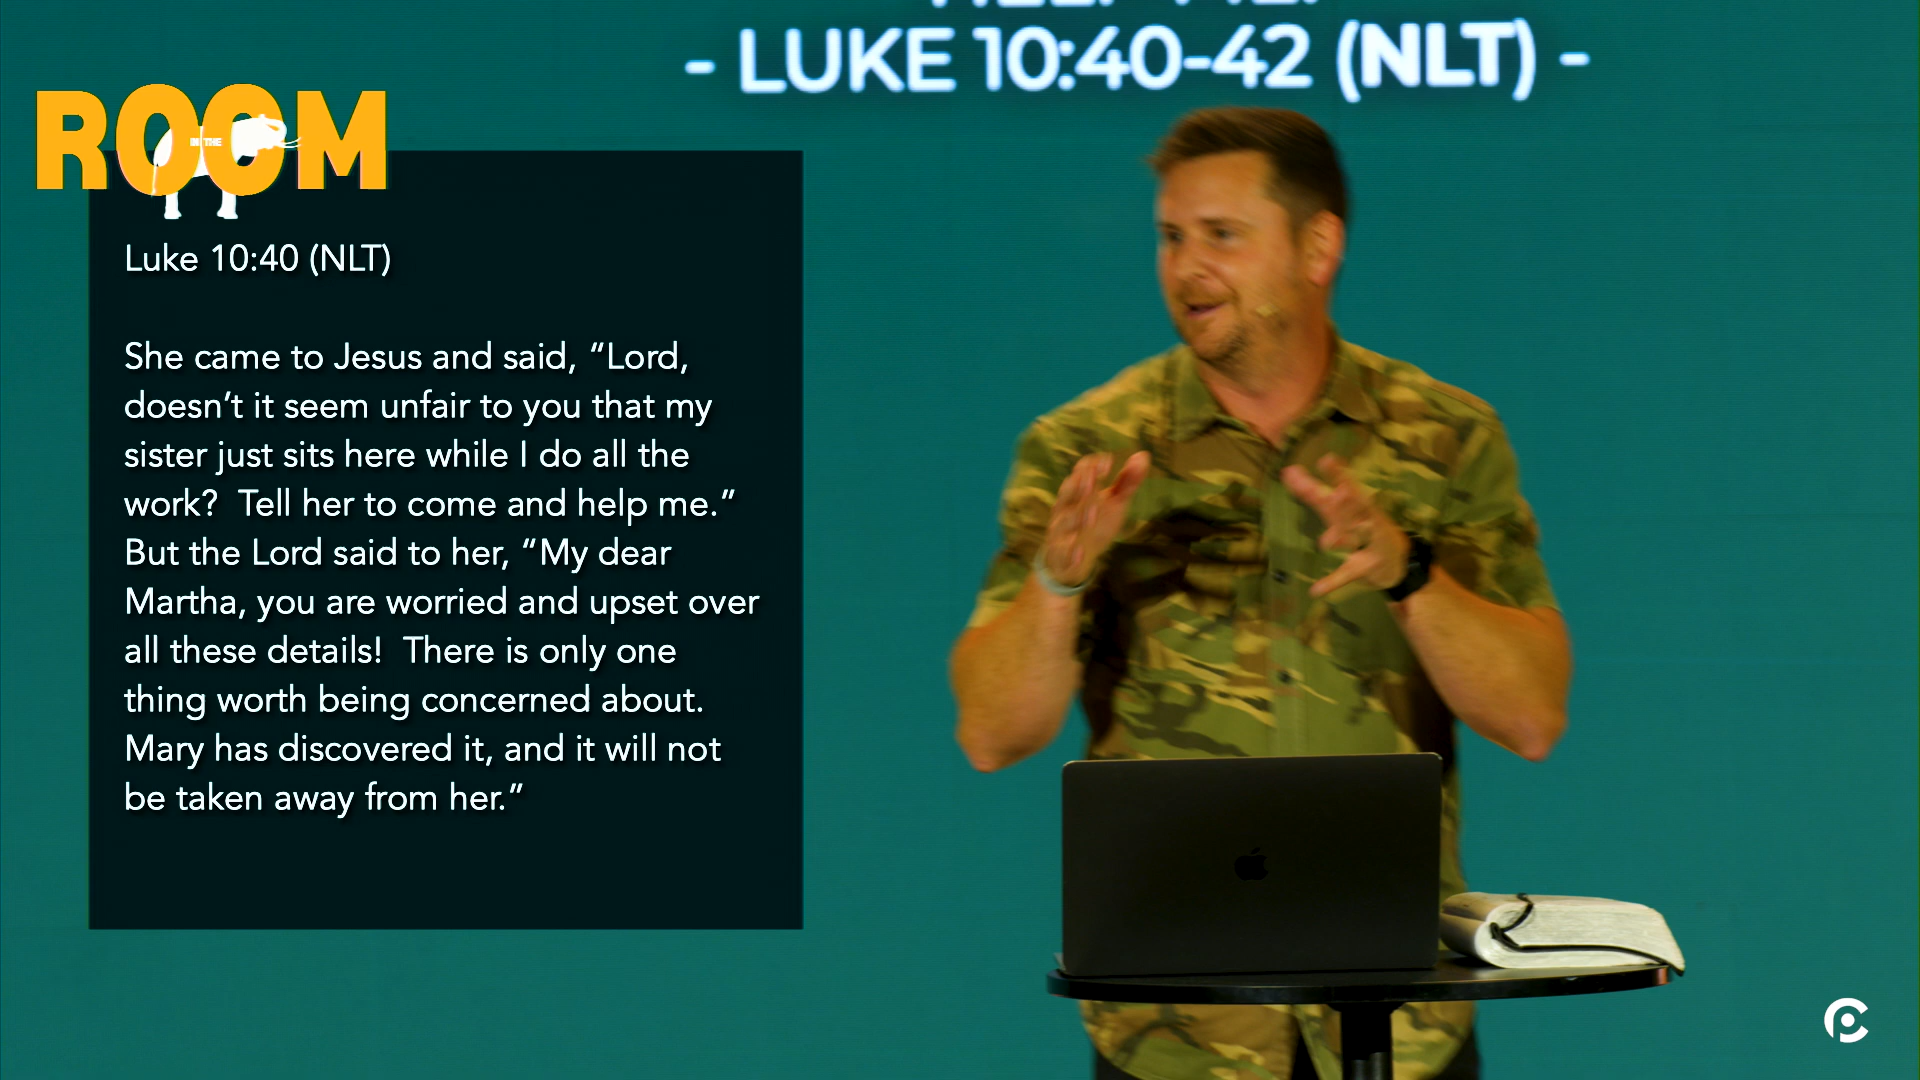 - LUKE 10:40-42 (NLT) -
ROOM
IN THE
Luke 10:40 (NLT)
She came to Jesus and said, “Lord,
doesn’t it seem unfair to you that my
sister just sits here while I do all the
work?  Tell her to come and help me.”
But the Lord said to her, “My dear
Martha, you are worried and upset over
all these details!  There is only one
thing worth being concerned about.
Mary has discovered it, and it will not
be taken away from her.”